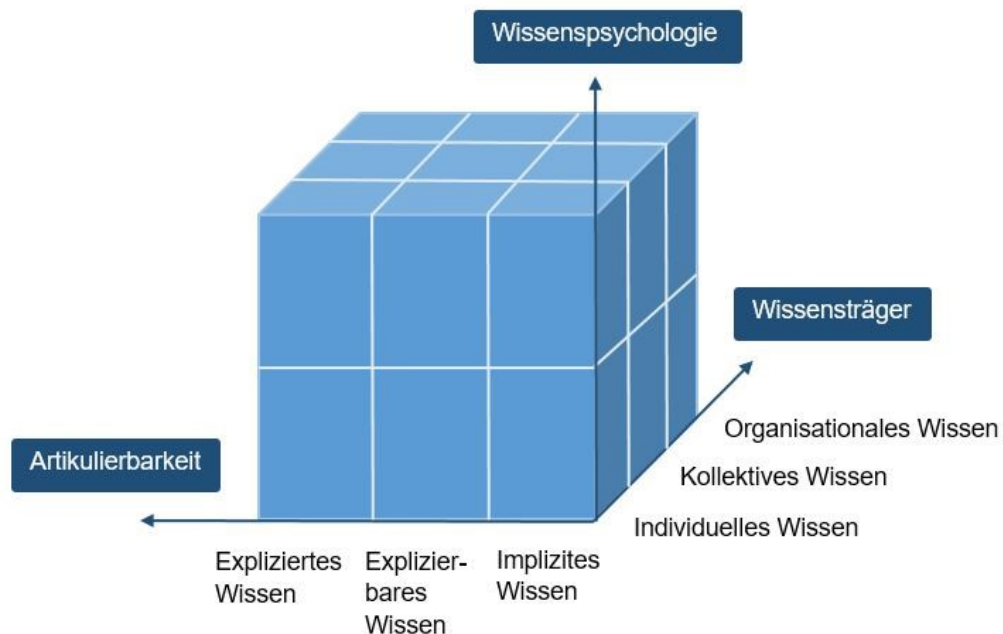 Wissenspsychologie
Wissensträger
Organisationales Wissen
Artikulierbarkeit
Kollektives Wissen
Individuelles Wissen
Expliziertes
Wissen
Explizier-
bares
Wissen
Implizites
Wissen